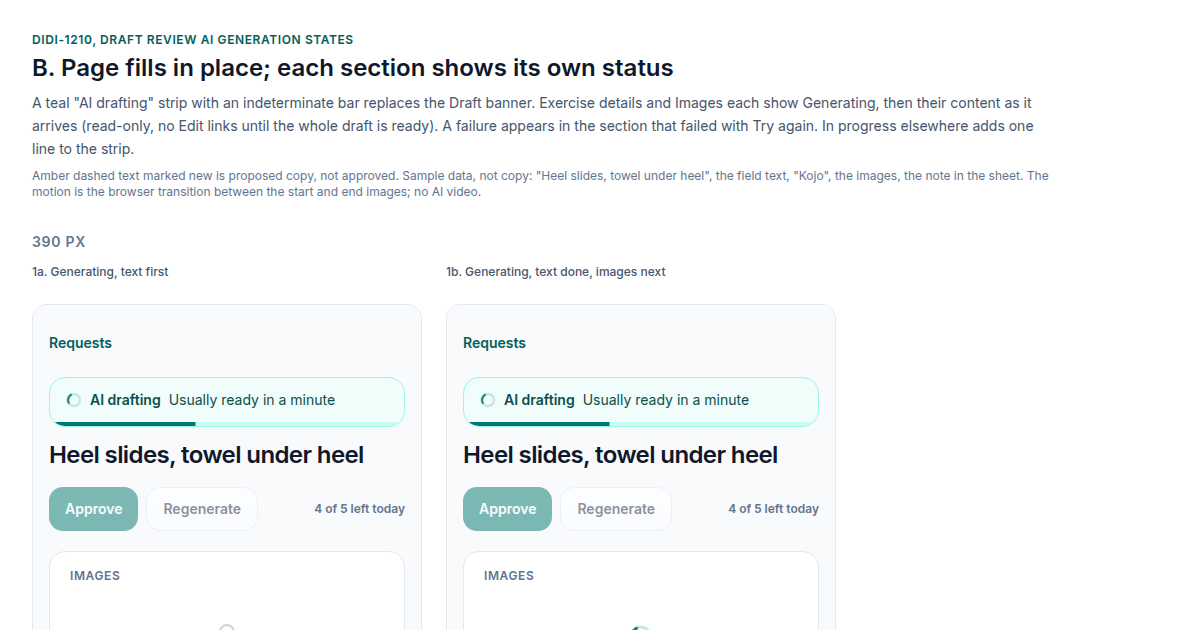 DIDI-1210, DRAFT REVIEW AI GENERATION STATES
B. Page fills in place; each section shows its own status
A teal "AI drafting" strip with an indeterminate bar replaces the Draft banner. Exercise details and Images each show Generating, then their content as it
arrives (read-only, no Edit links until the whole draft is ready). A failure appears in the section that failed with Try again. In progress elsewhere adds one
line to the strip.
Amber dashed text marked new is proposed copy, not approved. Sample data, not copy: "Heel slides, towel under heel", the field text, "Kojo", the images, the note in the sheet. The
motion is the browser transition between the start and end images; no AI video.
390 PX
1a. Generating, text first
Requests
AI drafting Usually ready in a minute
Heel slides, towel under heel
Approve Regenerate 4 of 5 left today
IMAGES
1b. Generating, text done, images next
Requests
AI drafting Usually ready in a minute
Heel slides, towel under heel
Approve Regenerate 4 of 5 left today
IMAGES